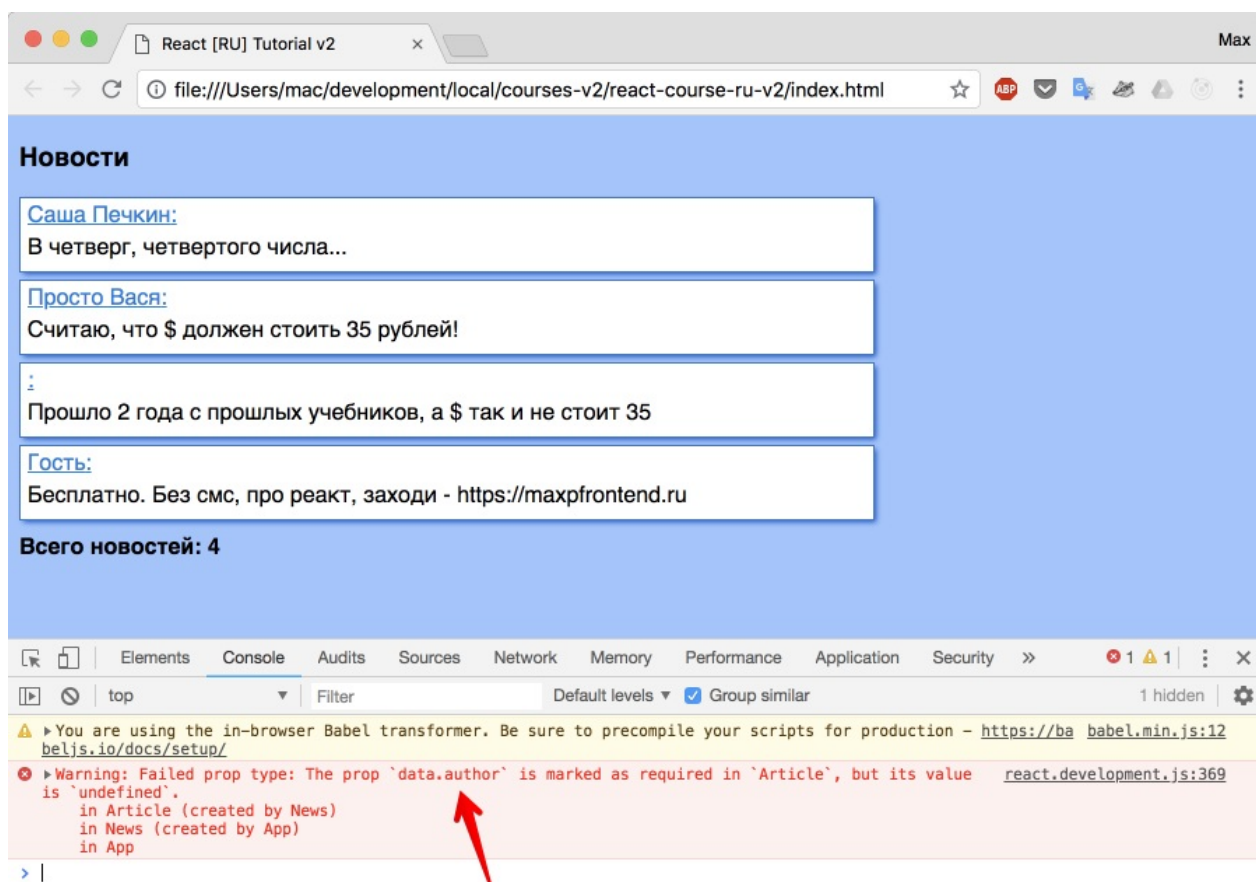 React [RU] Tutorial v2
Max
file:///Users/mac/development/local/courses-v2/react-course-ru-v2/index.html
ABP
Новости
Саша Печкин:
В четверг, четвертого числа...
Просто Вася:
Считаю, что $ должен стоить 35 рублей!
:
Прошло 2 года с прошлых учебников, а $ так и не стоит 35
Гость:
Бесплатно. Без смс, про реакт, заходи - https://maxpfrontend.ru
Всего новостей: 4
Elements Console Audits Sources Network Memory Performance Application Security » 1 1
top Filter Default levels Group similar 1 hidden
You are using the in-browser Babel transformer. Be sure to precompile your scripts for production - https://ba babel.min.js:12
beljs.io/docs/setup/
Warning: Failed prop type: The prop `data.author` is marked as required in `Article`, but its value react.development.js:369
is `undefined`.
in Article (created by News)
in News (created by App)
in App
>